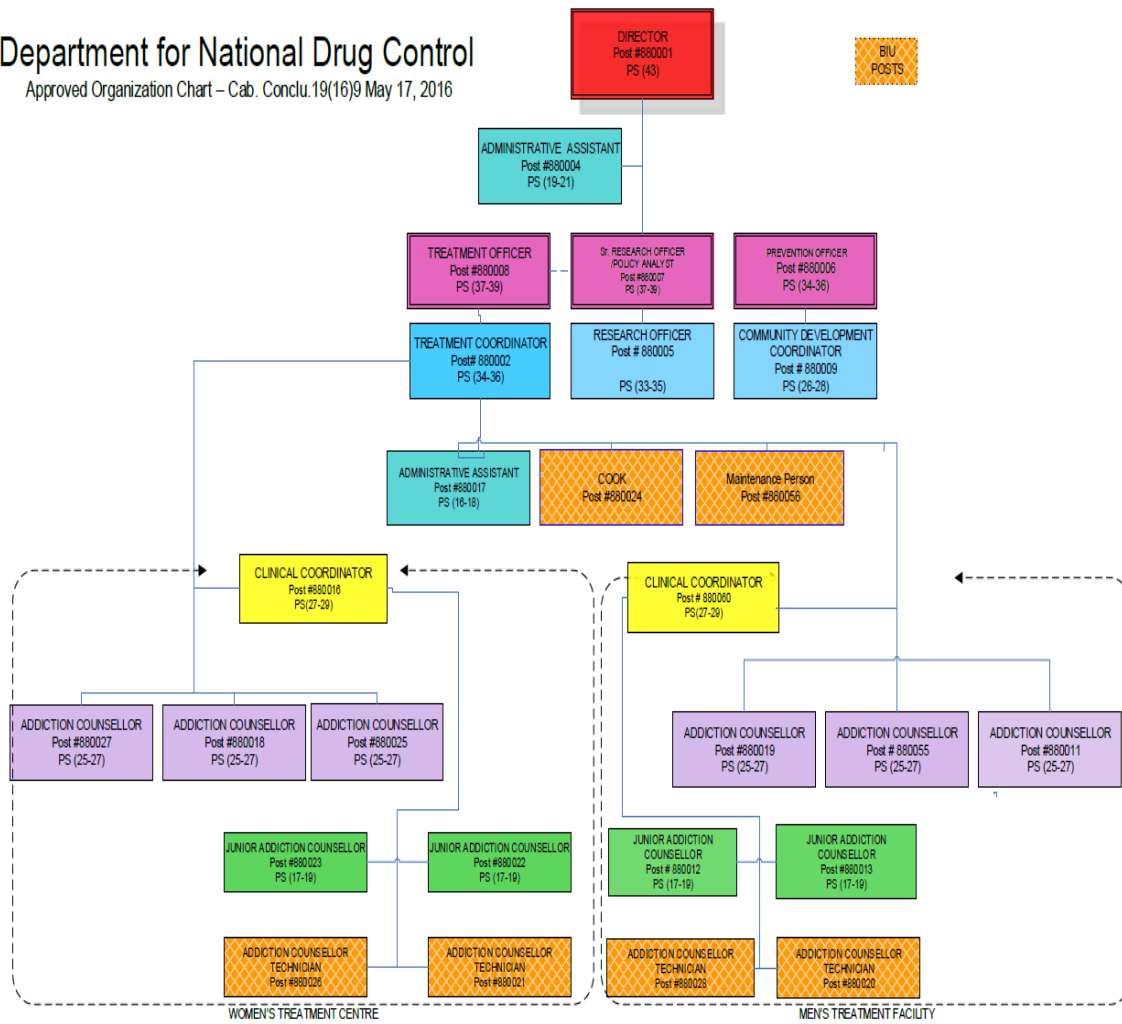 Department for National Drug Control
Approved Organization Chart – Cab. Conclu.19(16)9 May 17, 2016
DIRECTOR
Post #880001
PS (43)
BIU
POSTS
ADMINISTRATIVE ASSISTANT
Post #880004
PS (19-21)
TREATMENT OFFICER
Post #880008
PS (37-39)
Sr. RESEARCH OFFICER
/POLICY ANALYST
Post #880007
PS (37-39)
PREVENTION OFFICER
Post #880006
PS (34-36)
TREATMENT COORDINATOR
Post# 880002
PS (34-36)
RESEARCH OFFICER
Post # 880005
PS (33-35)
COMMUNITY DEVELOPMENT
COORDINATOR
Post # 880009
PS (26-28)
ADMINISTRATIVE ASSISTANT
Post #880017
PS (16-18)
COOK
Post #880024
Maintenance Person
Post #880056
CLINICAL COORDINATOR
Post #880016
PS(27-29)
CLINICAL COORDINATOR
Post # 880060
PS(27-29)
ADDICTION COUNSELLOR
Post #880027
PS (25-27)
ADDICTION COUNSELLOR
Post #880018
PS (25-27)
ADDICTION COUNSELLOR
Post #880025
PS (25-27)
ADDICTION COUNSELLOR
Post #880019
PS (25-27)
ADDICTION COUNSELLOR
Post # 880055
PS (25-27)
ADDICTION COUNSELLOR
Post #880011
PS (25-27)
JUNIOR ADDICTION COUNSELLOR
Post #880023
PS (17-19)
JUNIOR ADDICTION COUNSELLOR
Post #880022
PS (17-19)
JUNIOR ADDICTION
COUNSELLOR
Post # 880012
PS (17-19)
JUNIOR ADDICTION
COUNSELLOR
Post #880013
PS (17-19)
ADDICTION COUNSELLOR
TECHNICIAN
Post #880026
ADDICTION COUNSELLOR
TECHNICIAN
Post #880021
ADDICTION COUNSELLOR
TECHNICIAN
Post #880028
ADDICTION COUNSELLOR
TECHNICIAN
Post #880020
WOMEN'S TREATMENT CENTRE
MEN'S TREATMENT FACILITY